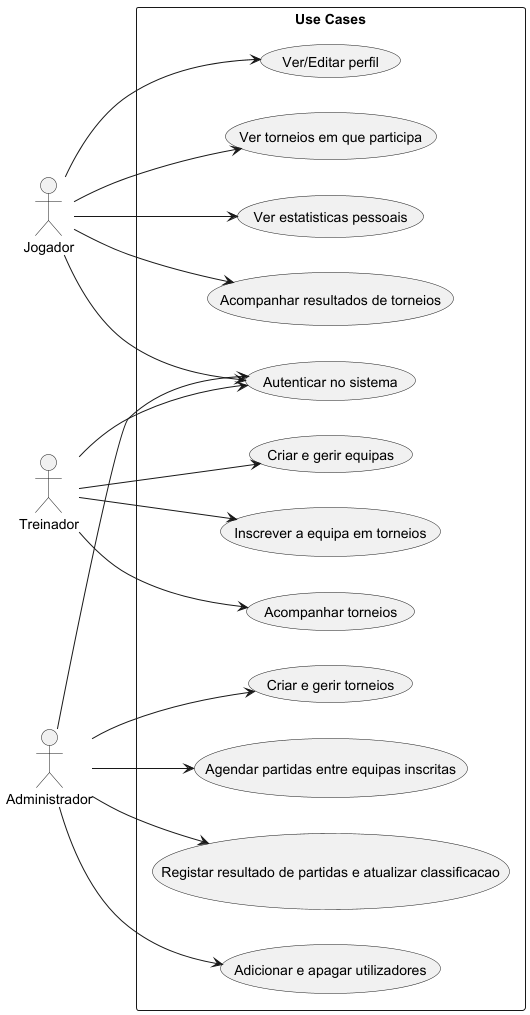 Use Cases
Ver/Editar perfil
Ver torneios em que participa
Ver estatisticas pessoais
Jogador
Acompanhar resultados de torneios
Autenticar no sistema
Criar e gerir equipas
Treinador
Inscrever a equipa em torneios
Acompanhar torneios
Criar e gerir torneios
Agendar partidas entre equipas inscritas
Administrador
Registar resultado de partidas e atualizar classificacao
Adicionar e apagar utilizadores